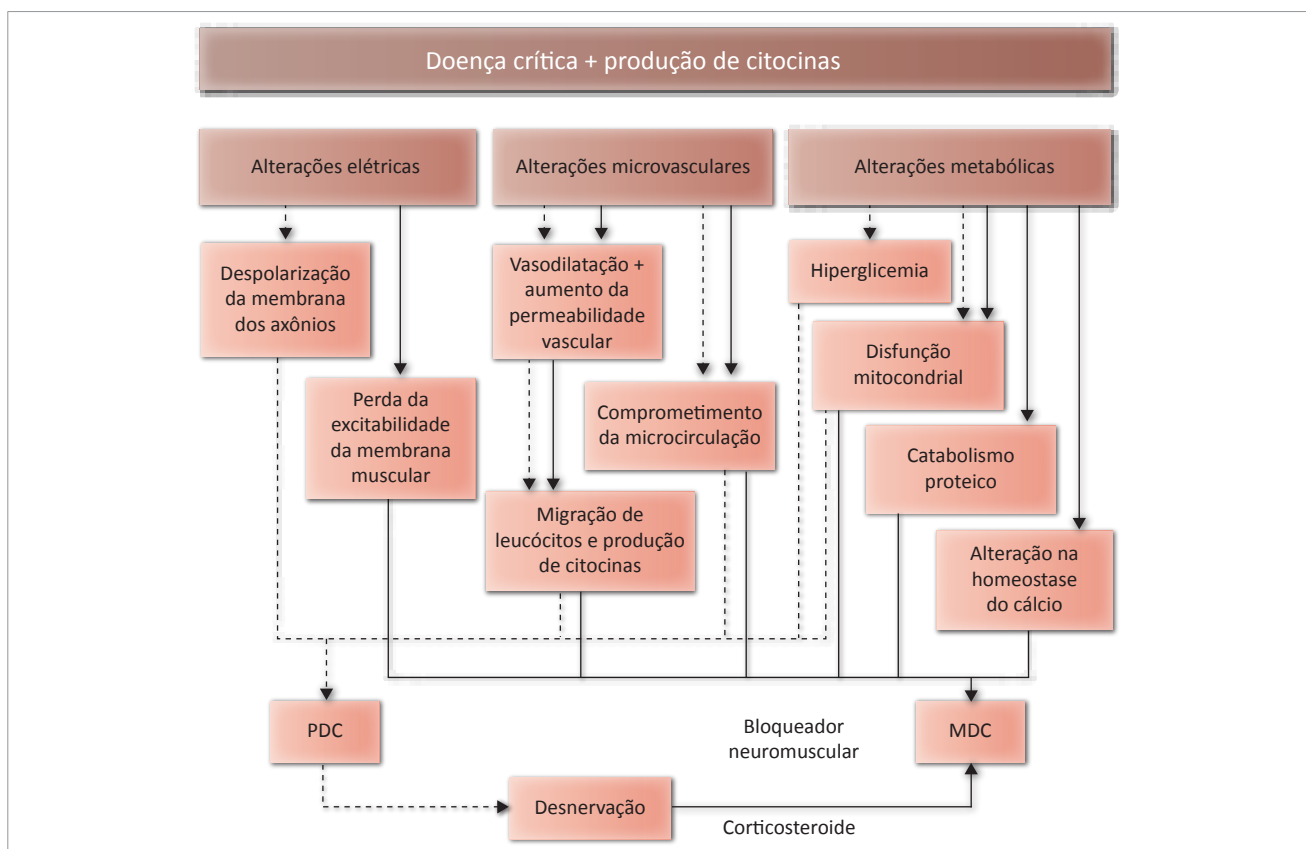 Doença crítica + produção de citocinas
Alterações elétricas
Alterações microvasculares
Alterações metabólicas
Despolarização
da membrana
dos axônios
Vasodilatação +
aumento da
permeabilidade
vascular
Hiperglicemia
Disfunção
mitocondrial
Perda da
excitabilidade
da membrana
muscular
Comprometimento
da microcirculação
Catabolismo
proteico
Migração de
leucócitos e produção
de citocinas
Alteração na
homeostase
do cálcio
PDC
Bloqueador
neuromuscular
MDC
Desnervação
Corticosteroide